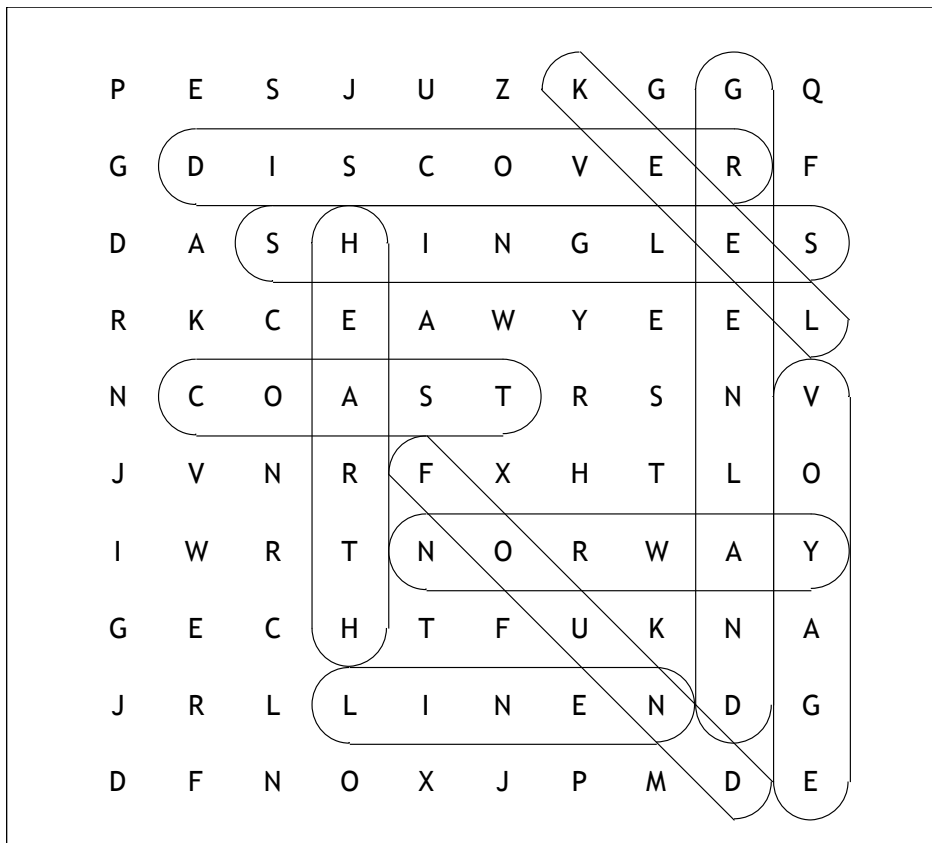 P E S J U Z K G G Q
G D I S C O V E R F
D A S H I N G L E S
R K C E A W Y E E L
N C O A S T R S N V
J V N R F X H T L O
I W R T N O R W A Y
G E C H T F U K N A
J R L L I N E N D G
D F N O X J P M D E